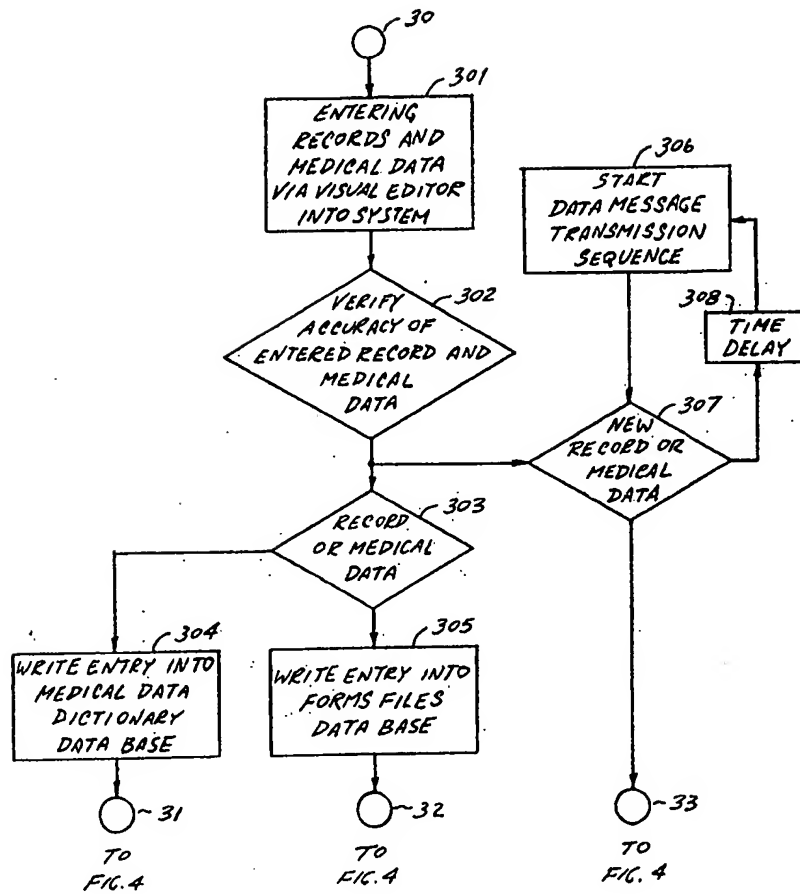 30
301
ENTERING
RECORDS AND
MEDICAL DATA
VIA VISUAL EDITOR
INTO SYSTEM
302
VERIFY
ACCURACY OF
ENTERED RECORD AND
MEDICAL
DATA
303
RECORD
OR MEDICAL
DATA
304
WRITE ENTRY INTO
MEDICAL DATA
DICTIONARY
DATA BASE
31
TO
FIG.4
305
WRITE ENTRY INTO
FORMS FILES
DATA BASE
32
TO
FIG.4
306
START
DATA MESSAGE
TRANSMISSION
SEQUENCE
308
TIME
DELAY
307
NEW
RECORD OR
MEDICAL
DATA
33
TO
FIG.4